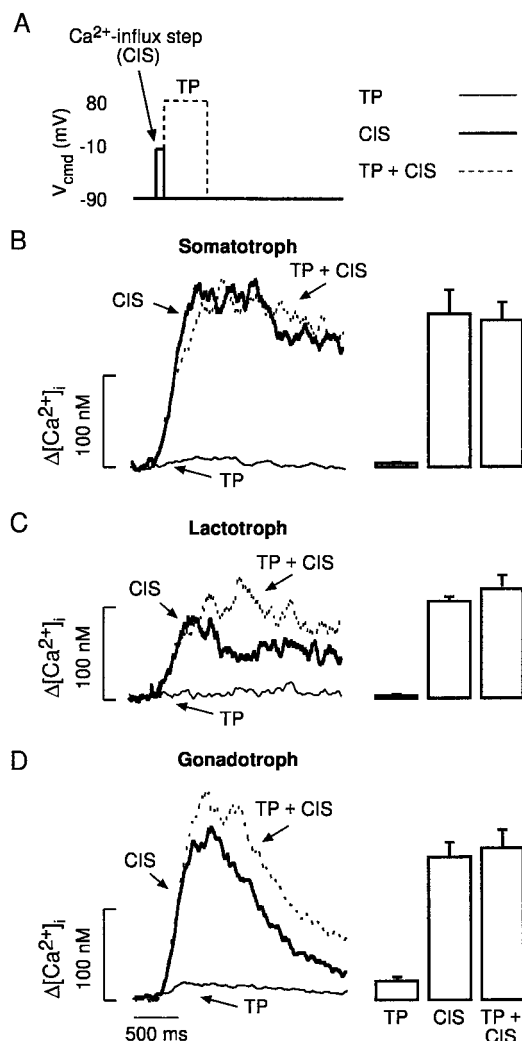 A
Ca²⁺-influx step
(CIS)
TP
80
-10
-90
V_cmd (mV)
TP
CIS
TP + CIS
B
Somatotroph
CIS
TP + CIS
TP
Δ[Ca²⁺]ᵢ
100 nM
C
Lactotroph
CIS
TP + CIS
TP
Δ[Ca²⁺]ᵢ
100 nM
D
Gonadotroph
CIS
TP + CIS
TP
Δ[Ca²⁺]ᵢ
100 nM
500 ms
TP
CIS
TP +
CIS